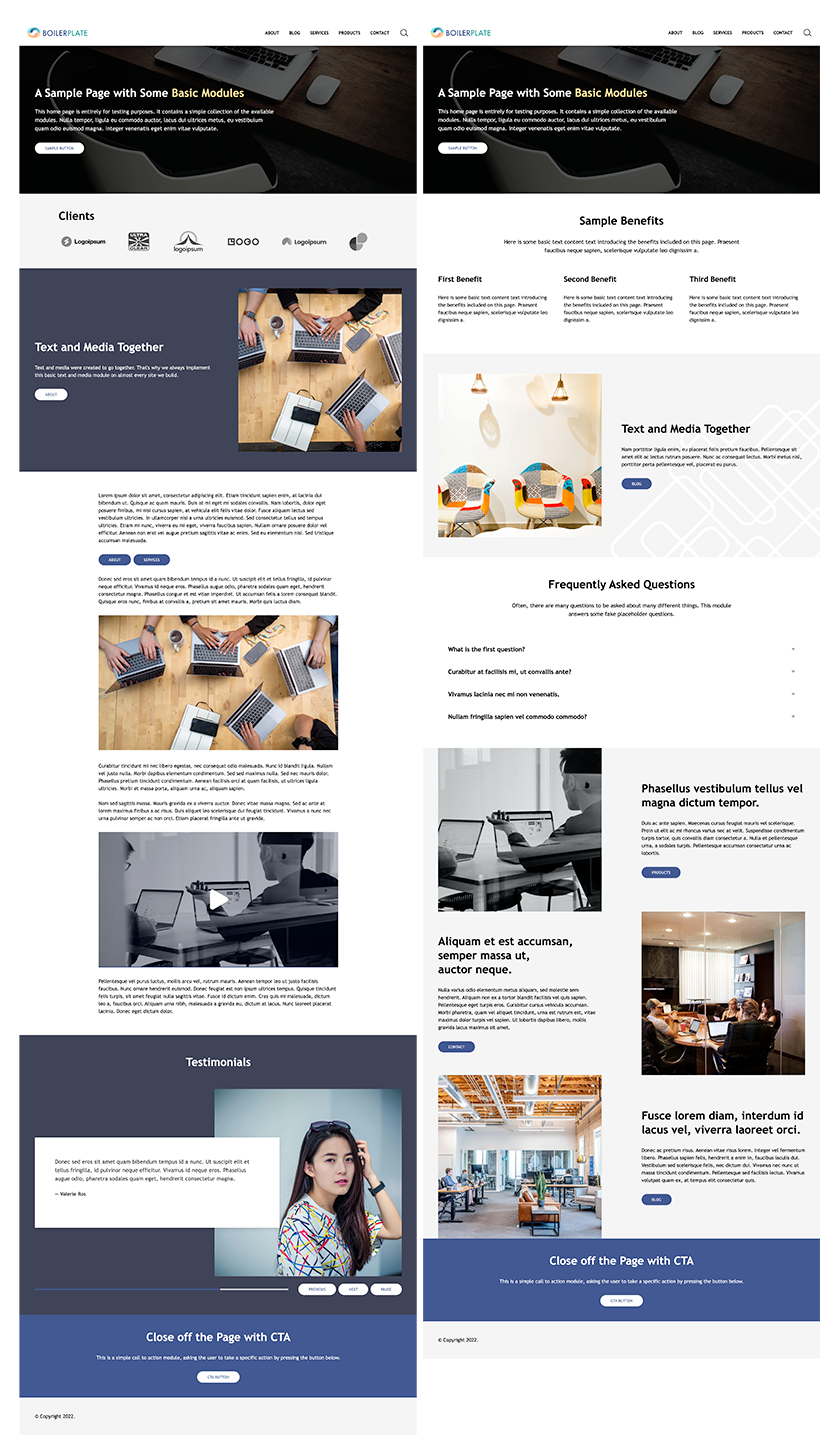 BOILERPLATE
ABOUT BLOG SERVICES PRODUCTS CONTACT
A Sample Page with Some Basic Modules
This home page is entirely for testing purposes. It contains a simple collection of the available
modules. Nulla tempor, ligula eu commodo auctor, lacus dui ultrices metus, eu vestibulum
quam odio euismod magna. Integer venenatis eget enim vitae vulputate.
SAMPLE BUTTON
Clients
Logoipsum
ULTRA CLEAN
logoipsum
LOGO
Logoipsum
Text and Media Together
Text and media were created to go together. That's why we always implement
this basic text and media module on almost every site we build.
ABOUT
Lorem ipsum dolor sit amet, consectetur adipiscing elit. Etiam tincidunt sapien enim, at lacinia dui
bibendum ut. Quisque ac quam mauris. Duis at mi eget mi sodales convallis. Nam lobortis, dolor eget
posuere finibus, mi nisi cursus sapien, at vehicula elit felis vitae dolor. Fusce aliquam lectus sed
vestibulum ultricies. In ullamcorper nisi a urna ultricies euismod. Sed consectetur tellus sed tempus
ultricies. Etiam mi nunc, viverra eu mi eget, viverra faucibus sapien. Nullam ornare posuere dolor vel
efficitur. Aenean orci est vel augue pretium sagittis vitae ac enim. Sed eu elementum nisi. Sed tristique
accumsan malesuada.
ABOUT SERVICES
Donec sed eros sit amet quam bibendum tempus id a nunc. Ut suscipit elit et tellus fringilla, id pulvinar
neque efficitur. Vivamus id neque eros. Phasellus augue odio, pharetra sodales quam eget, hendrerit
consectetur magna. Phasellus congue et est vitae imperdiet. Ut accumsan felis a lorem consequat blandit.
Quisque eros nunc, finibus at convallis a, pretium sit amet mauris. Morbi quis luctus diam.
Curabitur tincidunt mi nec libero egestas, nec consequat odio malesuada. Nunc id blandit ligula. Nullam
vel justo nulla. Morbi dapibus elementum condimentum. Sed sed maximus nulla. Sed nec mauris dolor.
Phasellus pretium tincidunt condimentum. Aenean facilisis orci at quam facilisis, ut ultrices ligula
ultricies. Morbi et massa porta, aliquam urna ac, aliquam sapien.
Nam sed sagittis massa. Mauris gravida ex a viverra auctor. Donec vitae massa magna. Sed ac ante at
lorem maximus finibus a ac risus. Duis aliquet leo scelerisque dui feugiat tincidunt. Vivamus a nunc nec
urna pulvinar semper ac non orci. Etiam placerat fringilla ante ut gravida.
Pellentesque vel purus luctus, mollis arcu vel, rutrum mauris. Aenean tempor leo ut justo facilisis
faucibus. Nunc ornare hendrerit euismod. Donec feugiat est non ipsum ultrices tempus. Quisque tincidunt
felis turpis, sit amet feugiat nulla sagittis vitae. Fusce id dictum enim. Cras quis mi malesuada, dictum
leo a, faucibus orci. Aliquam urna nibh, malesuada a gravida eu, dictum at lacus. Nunc laoreet placerat
lacinia. Donec eget dictum dolor.
Testimonials
Donec sed eros sit amet quam bibendum tempus id a nunc. Ut suscipit elit et
tellus fringilla, id pulvinar neque efficitur. Vivamus id neque eros. Phasellus
augue odio, pharetra sodales quam eget, hendrerit consectetur magna.
— Valerie Ros
PREVIOUS NEXT PAUSE
Close off the Page with CTA
This is a simple call to action module, asking the user to take a specific action by pressing the button below.
CTA BUTTON
© Copyright 2022.
BOILERPLATE
ABOUT BLOG SERVICES PRODUCTS CONTACT
A Sample Page with Some Basic Modules
This home page is entirely for testing purposes. It contains a simple collection of the available
modules. Nulla tempor, ligula eu commodo auctor, lacus dui ultrices metus, eu vestibulum
quam odio euismod magna. Integer venenatis eget enim vitae vulputate.
SAMPLE BUTTON
Sample Benefits
Here is some basic text content text introducing the benefits included on this page. Praesent
faucibus neque sapien, scelerisque vulputate leo dignissim a.
First Benefit
Here is some basic text content text introducing
the benefits included on this page. Praesent
faucibus neque sapien, scelerisque vulputate leo
dignissim a.
Second Benefit
Here is some basic text content text introducing
the benefits included on this page. Praesent
faucibus neque sapien, scelerisque vulputate leo
dignissim a.
Third Benefit
Here is some basic text content text introducing
the benefits included on this page. Praesent
faucibus neque sapien, scelerisque vulputate leo
dignissim a.
Text and Media Together
Nam porttitor ligula enim, eu placerat felis pretium faucibus. Pellentesque sit
amet elit ac lectus rutrum posuere. Nunc ac consequat lectus. Morbi metus nisi,
porttitor porta pellentesque vel, placerat eu purus.
BLOG
Frequently Asked Questions
Often, there are many questions to be asked about many different things. This module
answers some fake placeholder questions.
What is the first question?
Curabitur at facilisis mi, ut convallis ante?
Vivamus lacinia nec mi non venenatis.
Nullam fringilla sapien vel commodo commodo?
Phasellus vestibulum tellus vel
magna dictum tempor.
Duis ac ante sapien. Maecenas cursus feugiat mauris vel scelerisque.
Proin ut elit ac mi rhoncus varius nec at velit. Suspendisse condimentum
turpis tortor, quis convallis diam consectetur a. Nulla et pellentesque
urna, a sodales turpis. Pellentesque accumsan consectetur urna ac
lobortis.
PRODUCTS
Aliquam et est accumsan,
semper massa ut,
auctor neque.
Nulla varius odio elementum metus aliquam, sed molestie sem
hendrerit. Aliquam non ex a tortor blandit facilisis vel quis sapien.
Pellentesque eget turpis eros. Curabitur cursus vehicula accumsan.
Morbi pharetra, quam vel aliquet tincidunt, urna est rutrum est, vitae
maximus dolor turpis vel sapien. Ut lobortis dapibus libero, mollis
gravida lacus maximus sit amet.
CONTACT
Fusce lorem diam, interdum id
lacus vel, viverra laoreet orci.
Donec ac pretium risus. Aenean vitae risus lorem. Integer vel fermentum
libero. Phasellus sapien felis, hendrerit a enim in, faucibus iaculis dui.
Vestibulum sed scelerisque felis, nec dictum dui. Vivamus nec nunc ut
massa tincidunt condimentum. Pellentesque sed facilisis lectus. Vivamus
volutpat quam ex, at tempus elit consectetur quis.
BLOG
Close off the Page with CTA
This is a simple call to action module, asking the user to take a specific action by pressing the button below.
CTA BUTTON
© Copyright 2022.